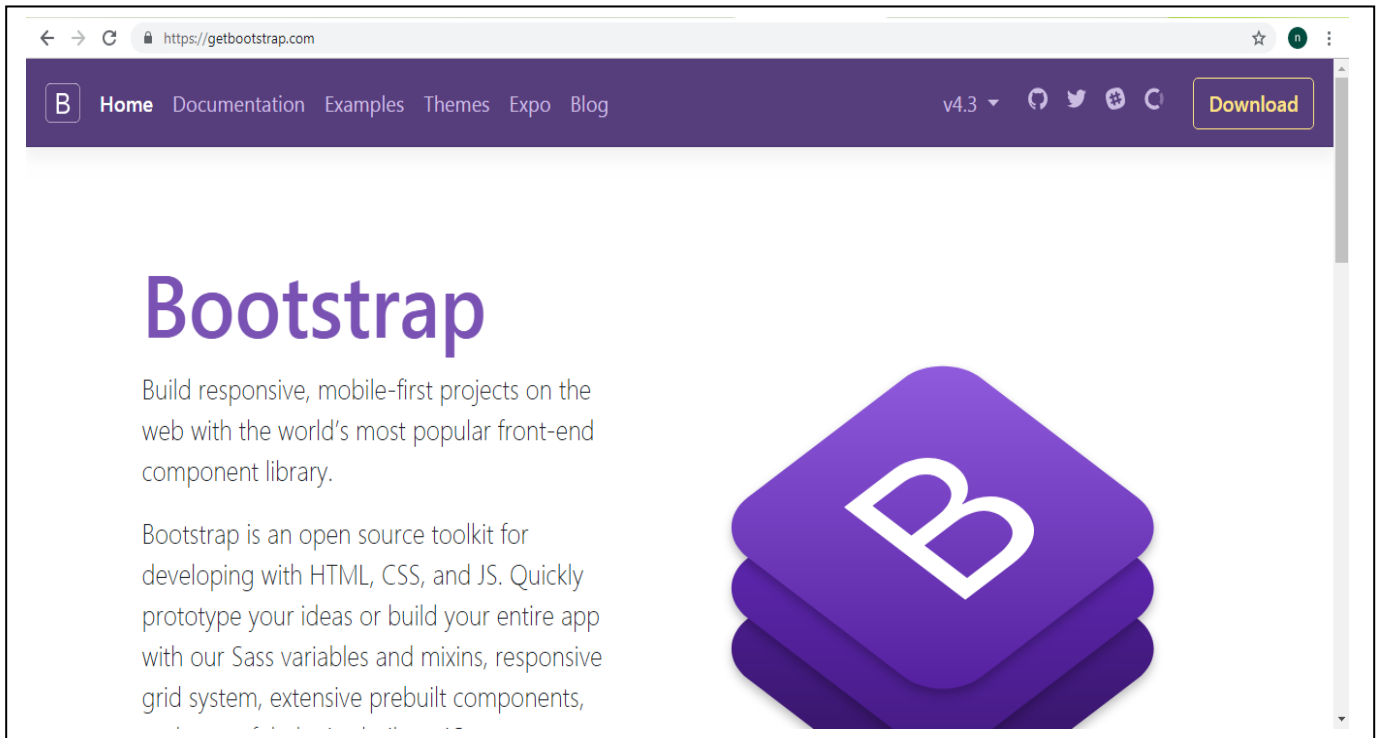 https://getbootstrap.com
n
B Home Documentation Examples Themes Expo Blog v4.3 Download
Bootstrap
Build responsive, mobile-first projects on the
web with the world’s most popular front-end
component library.
Bootstrap is an open source toolkit for
developing with HTML, CSS, and JS. Quickly
prototype your ideas or build your entire app
with our Sass variables and mixins, responsive
grid system, extensive prebuilt components,
B